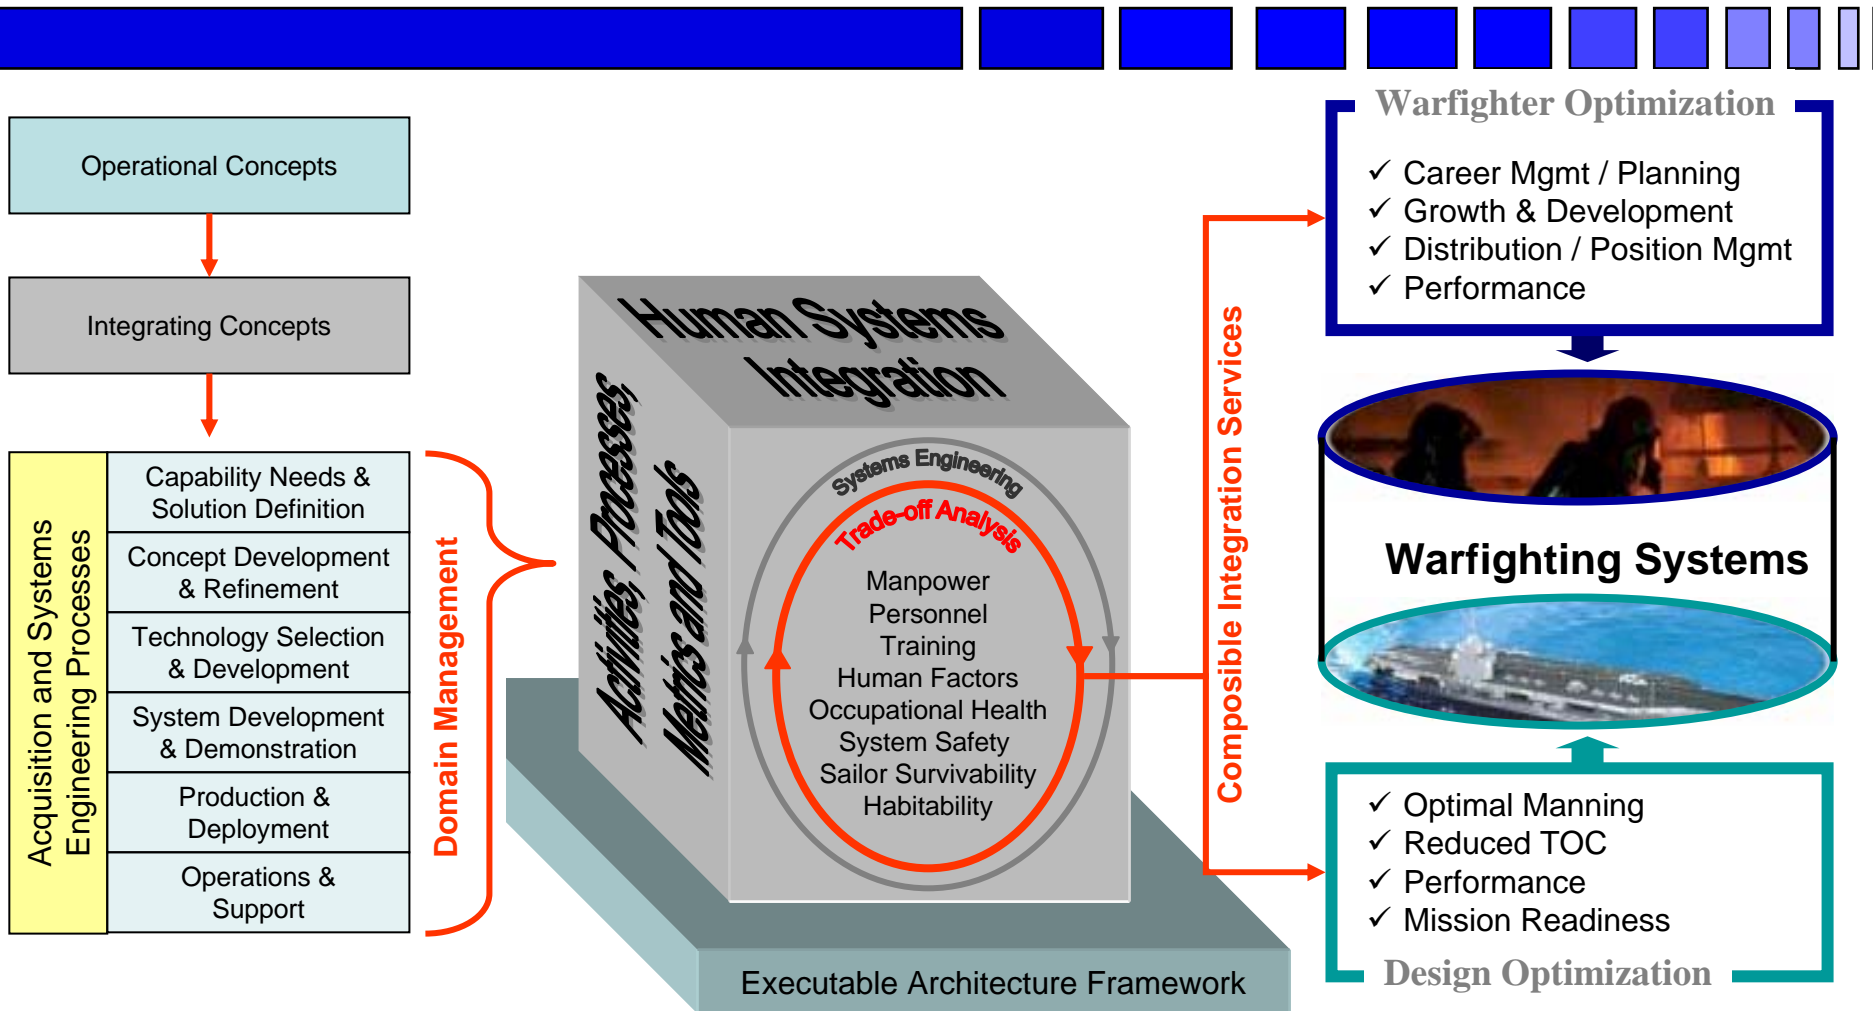 Operational Concepts
Integrating Concepts
Acquisition and Systems
Engineering Processes
Capability Needs &
Solution Definition
Concept Development
& Refinement
Technology Selection
& Development
System Development
& Demonstration
Production &
Deployment
Operations &
Support
Domain Management
Human Systems
Integration
Activities, Processes,
Metrics and Tools
Systems Engineering
Trade-off Analysis
Manpower
Personnel
Training
Human Factors
Occupational Health
System Safety
Sailor Survivability
Habitability
Executable Architecture Framework
Composible Integration Services
Warfighter Optimization
✓ Career Mgmt / Planning
✓ Growth & Development
✓ Distribution / Position Mgmt
✓ Performance
Warfighting Systems
✓ Optimal Manning
✓ Reduced TOC
✓ Performance
✓ Mission Readiness
Design Optimization